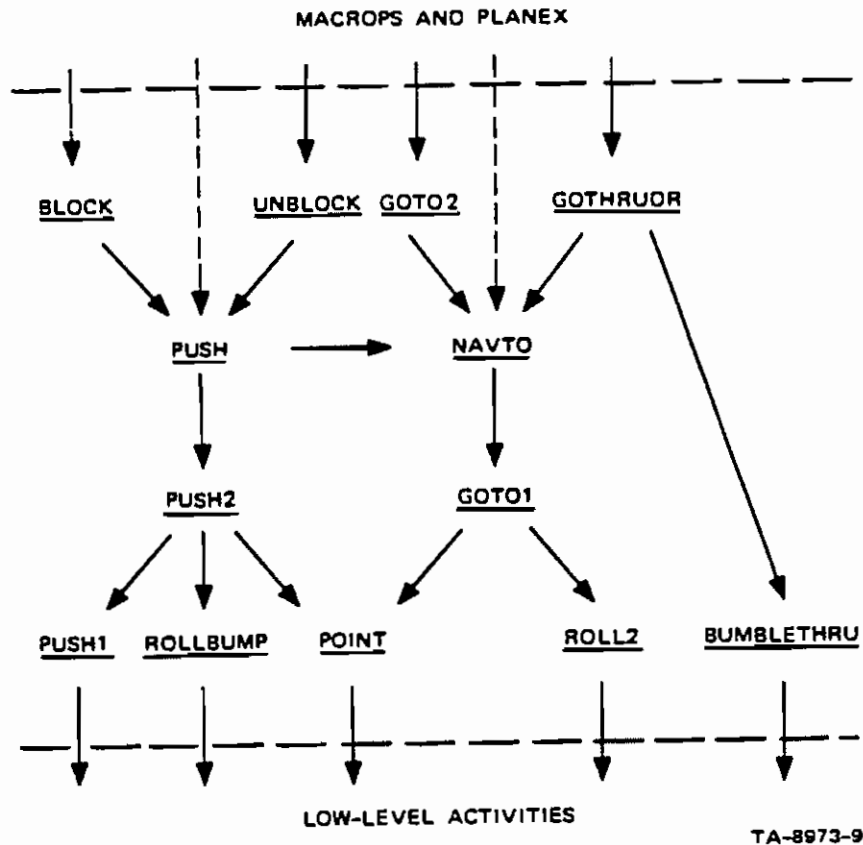 MACROPS AND PLANEX
BLOCK UNBLOCK GOTO2 GOTHRUDR
PUSH NAVTO
PUSH2 GOTO1
PUSH1 ROLLBUMP POINT ROLL2 BUMBLETHRU
LOW-LEVEL ACTIVITIES
TA-8973-9